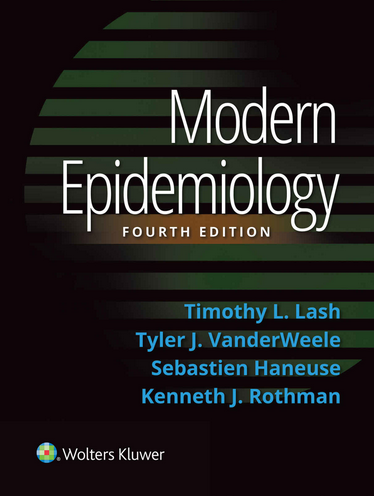 Modern
Epidemiology
FOURTH EDITION
Timothy L. Lash
Tyler J. VanderWeele
Sebastien Haneuse
Kenneth J. Rothman
Wolters Kluwer